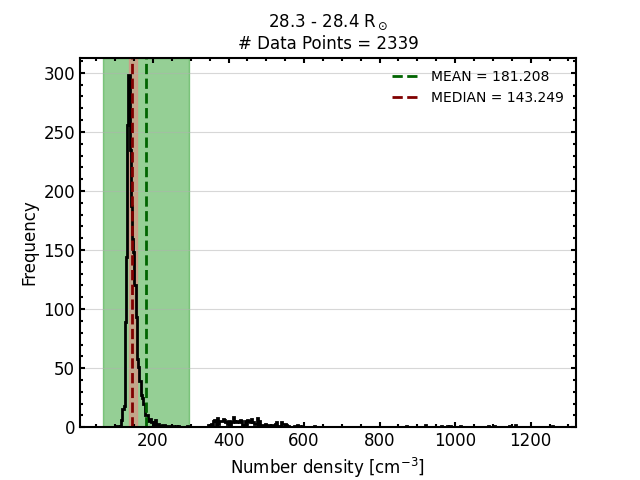 28.3 - 28.4 R⊙
# Data Points = 2339
MEAN = 181.208
MEDIAN = 143.249
300
250
200
150
100
50
0
Frequency
200 400 600 800 1000 1200
Number density [cm⁻³]